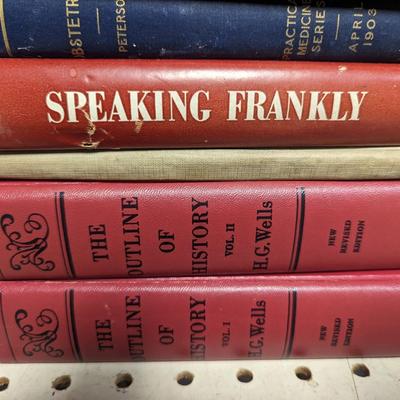 OBSTETR
PETERSO
PRACTICAL
MEDICINE
SERIES
APRIL
1903
SPEAKING FRANKLY
THE
OUTLINE
OF
HISTORY
VOL. II
H.G. Wells
NEW
REVISED
EDITION
THE
OUTLINE
OF
HISTORY
VOL. I
H.G. Wells
NEW
REVISED
EDITION